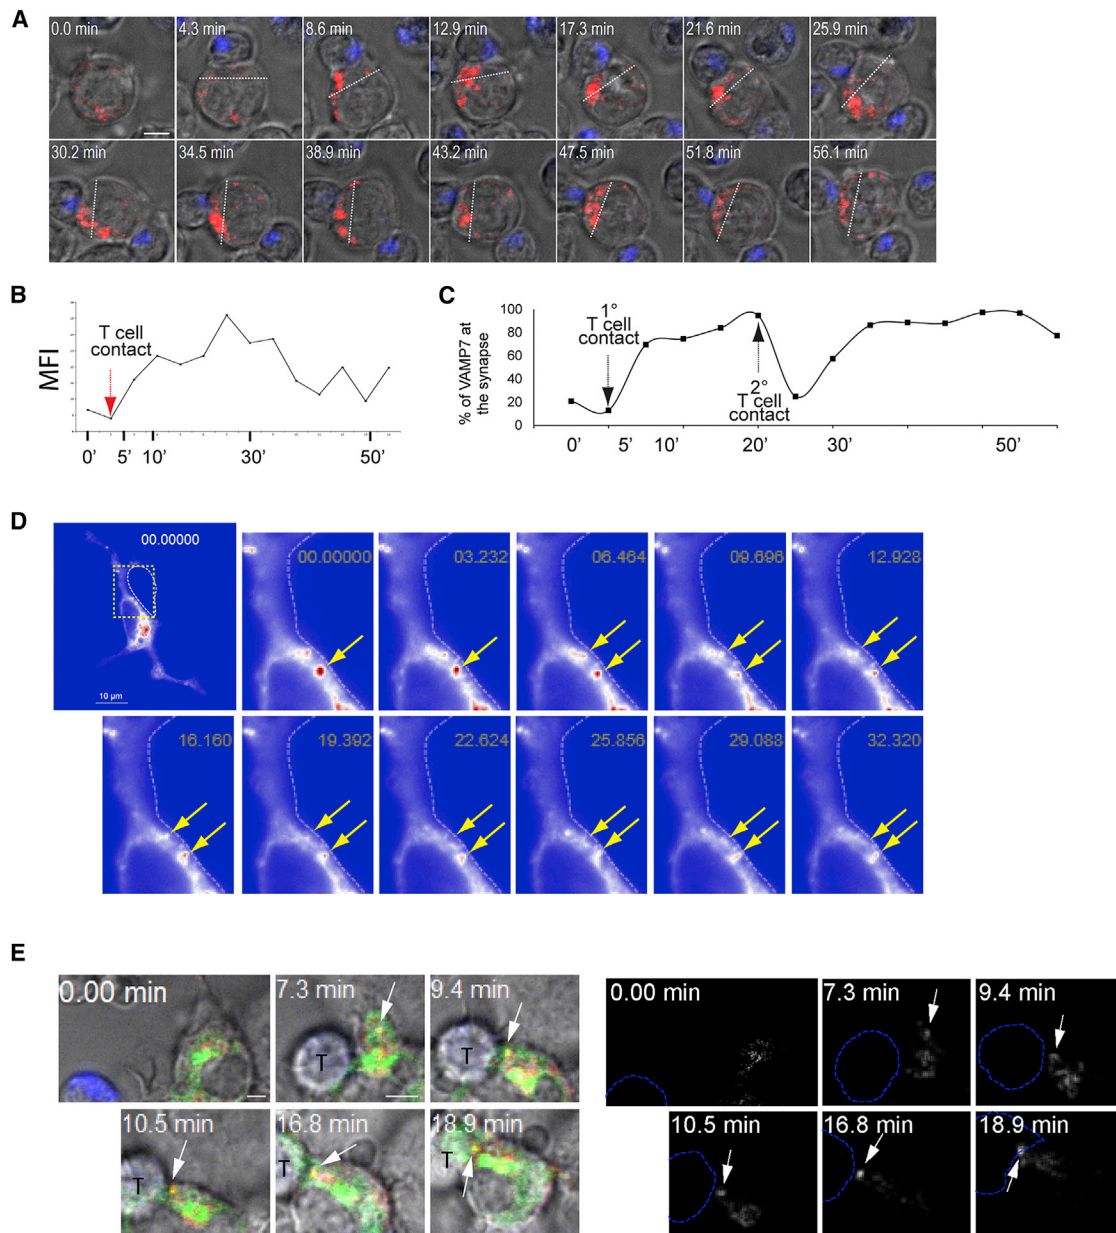 A
0.0 min
4.3 min
8.6 min
12.9 min
17.3 min
21.6 min
25.9 min
30.2 min
34.5 min
38.9 min
43.2 min
47.5 min
51.8 min
56.1 min
B
MFI
T cell
contact
0' 5' 10' 30' 50'
C
% of VAMP7 at
the synapse
100
80
60
40
20
0
1°
T cell
contact
2°
T cell
contact
0' 5' 10' 20' 30' 50'
D
00.00000
10 µm
00.00000
03.232
06.464
09.696
12.928
16.160
19.392
22.624
25.856
29.088
32.320
E
0.00 min
7.3 min
T
9.4 min
T
10.5 min
T
16.8 min
T
18.9 min
T
0.00 min
7.3 min
9.4 min
10.5 min
16.8 min
18.9 min